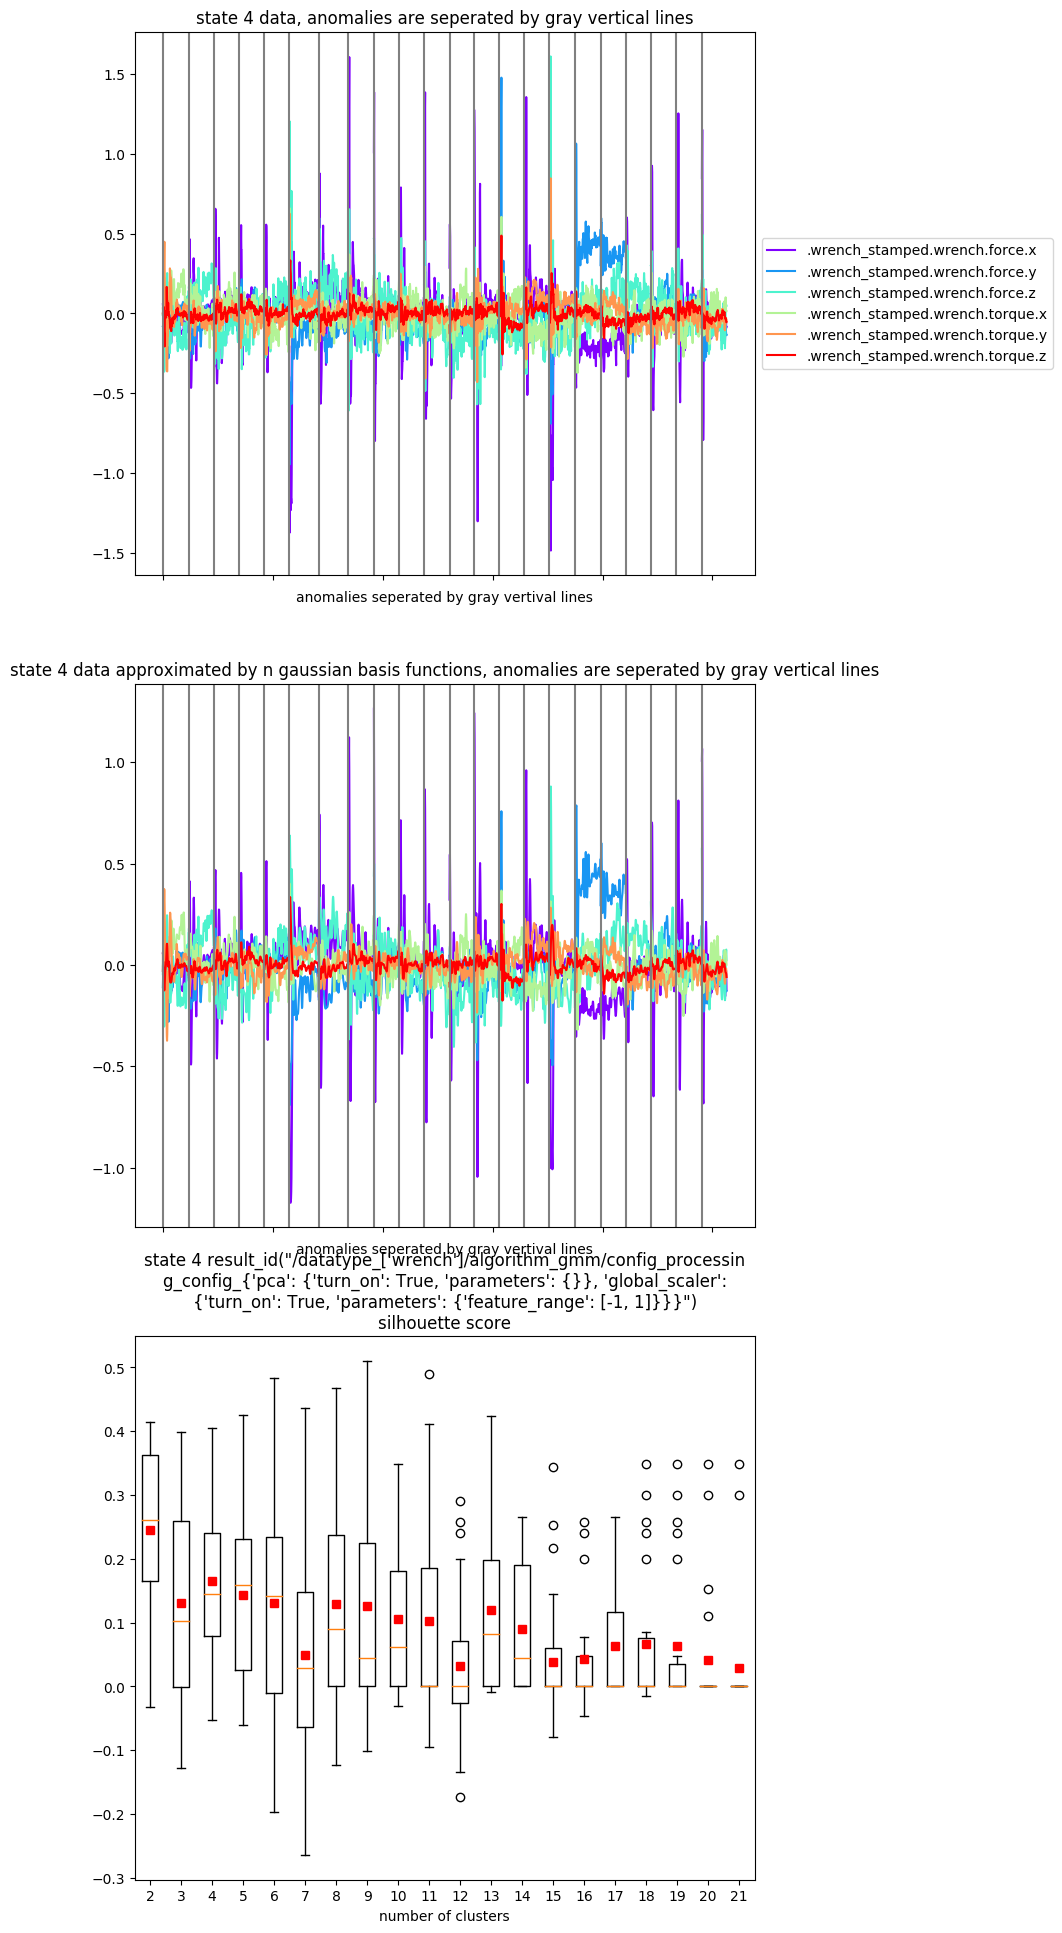 state 4 data, anomalies are seperated by gray vertical lines
1.5
1.0
0.5
0.0
−0.5
−1.0
−1.5
anomalies seperated by gray vertival lines
.wrench_stamped.wrench.force.x
.wrench_stamped.wrench.force.y
.wrench_stamped.wrench.force.z
.wrench_stamped.wrench.torque.x
.wrench_stamped.wrench.torque.y
.wrench_stamped.wrench.torque.z
state 4 data approximated by n gaussian basis functions, anomalies are seperated by gray vertical lines
1.0
0.5
0.0
−0.5
−1.0
anomalies seperated by gray vertival lines
state 4 result_id("/datatype_['wrench']/algorithm_gmm/config_processin
g_config_{'pca': {'turn_on': True, 'parameters': {}}, 'global_scaler':
{'turn_on': True, 'parameters': {'feature_range': [-1, 1]}}}")
silhouette score
0.5
0.4
0.3
0.2
0.1
0.0
−0.1
−0.2
−0.3
2 3 4 5 6 7 8 9 10 11 12 13 14 15 16 17 18 19 20 21
number of clusters